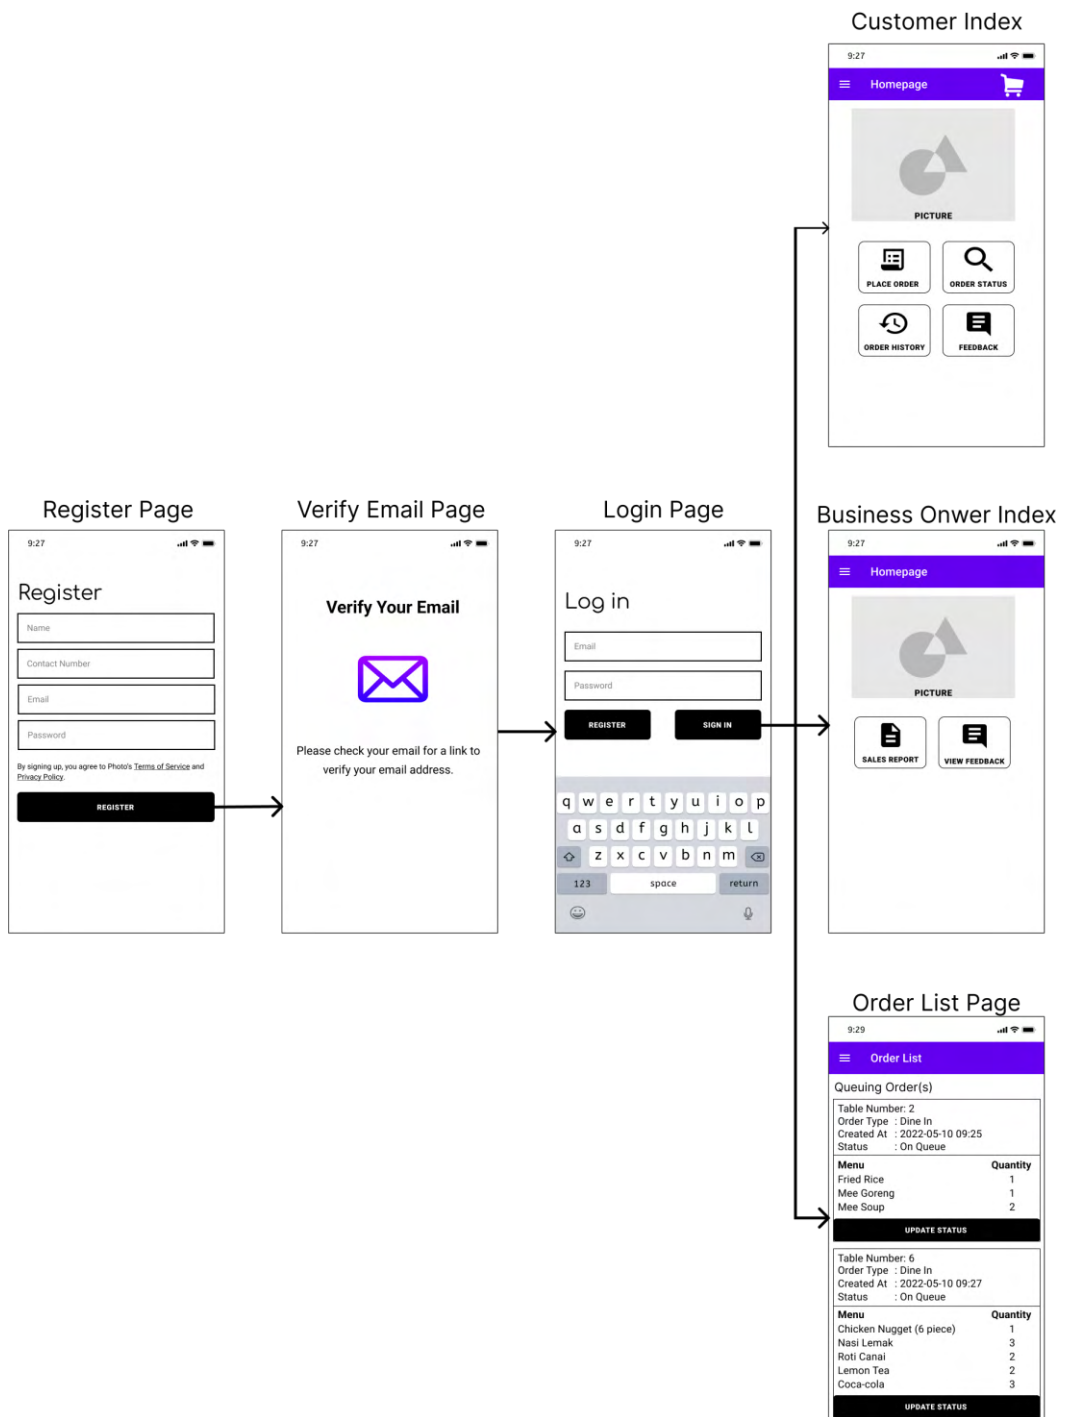 Customer Index
9:27
Homepage
PICTURE
PLACE ORDER
ORDER STATUS
ORDER HISTORY
FEEDBACK
Register Page
9:27
Register
Name
Contact Number
Email
Password
By signing up, you agree to Photo's Terms of Service and
Privacy Policy.
REGISTER
Verify Email Page
9:27
Verify Your Email
Please check your email for a link to
verify your email address.
Login Page
9:27
Log in
Email
Password
REGISTER SIGN IN
q w e r t y u i o p
a s d f g h j k l
z x c v b n m
123 space return
Business Onwer Index
9:27
Homepage
PICTURE
SALES REPORT
VIEW FEEDBACK
Order List Page
9:29
Order List
Queuing Order(s)
Table Number: 2
Order Type : Dine In
Created At : 2022-05-10 09:25
Status : On Queue
Menu Quantity
Fried Rice 1
Mee Goreng 1
Mee Soup 2
UPDATE STATUS
Table Number: 6
Order Type : Dine In
Created At : 2022-05-10 09:27
Status : On Queue
Menu Quantity
Chicken Nugget (6 piece) 1
Nasi Lemak 3
Roti Canai 2
Lemon Tea 2
Coca-cola 3
UPDATE STATUS